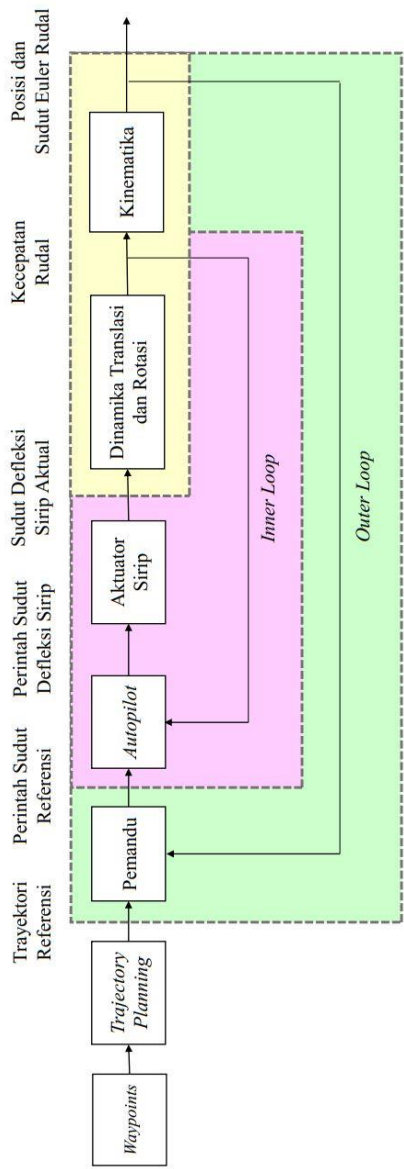 Trayektori
Referensi
Perintah Sudut
Referensi
Perintah Sudut
Defleksi Sirip
Sudut Defleksi
Sirip Aktual
Kecepatan
Rudal
Posisi dan
Sudut Euler Rudal
Waypoints
Trajectory
Planning
Pemandu
Autopilot
Aktuator
Sirip
Dinamika Translasi
dan Rotasi
Kinematika
Inner Loop
Outer Loop